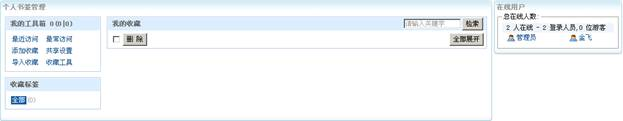 个人书签管理
我的工具箱 0 (0|0)
最近访问 最常访问
添加收藏 共享设置
导入收藏 收藏工具
收藏标签
全部 (0)
我的收藏
请输入关键字 检索
删 除 全部展开
在线用户
总在线人数:
2 人在线 - 2 登录人员,0 位游客
管理员 金飞